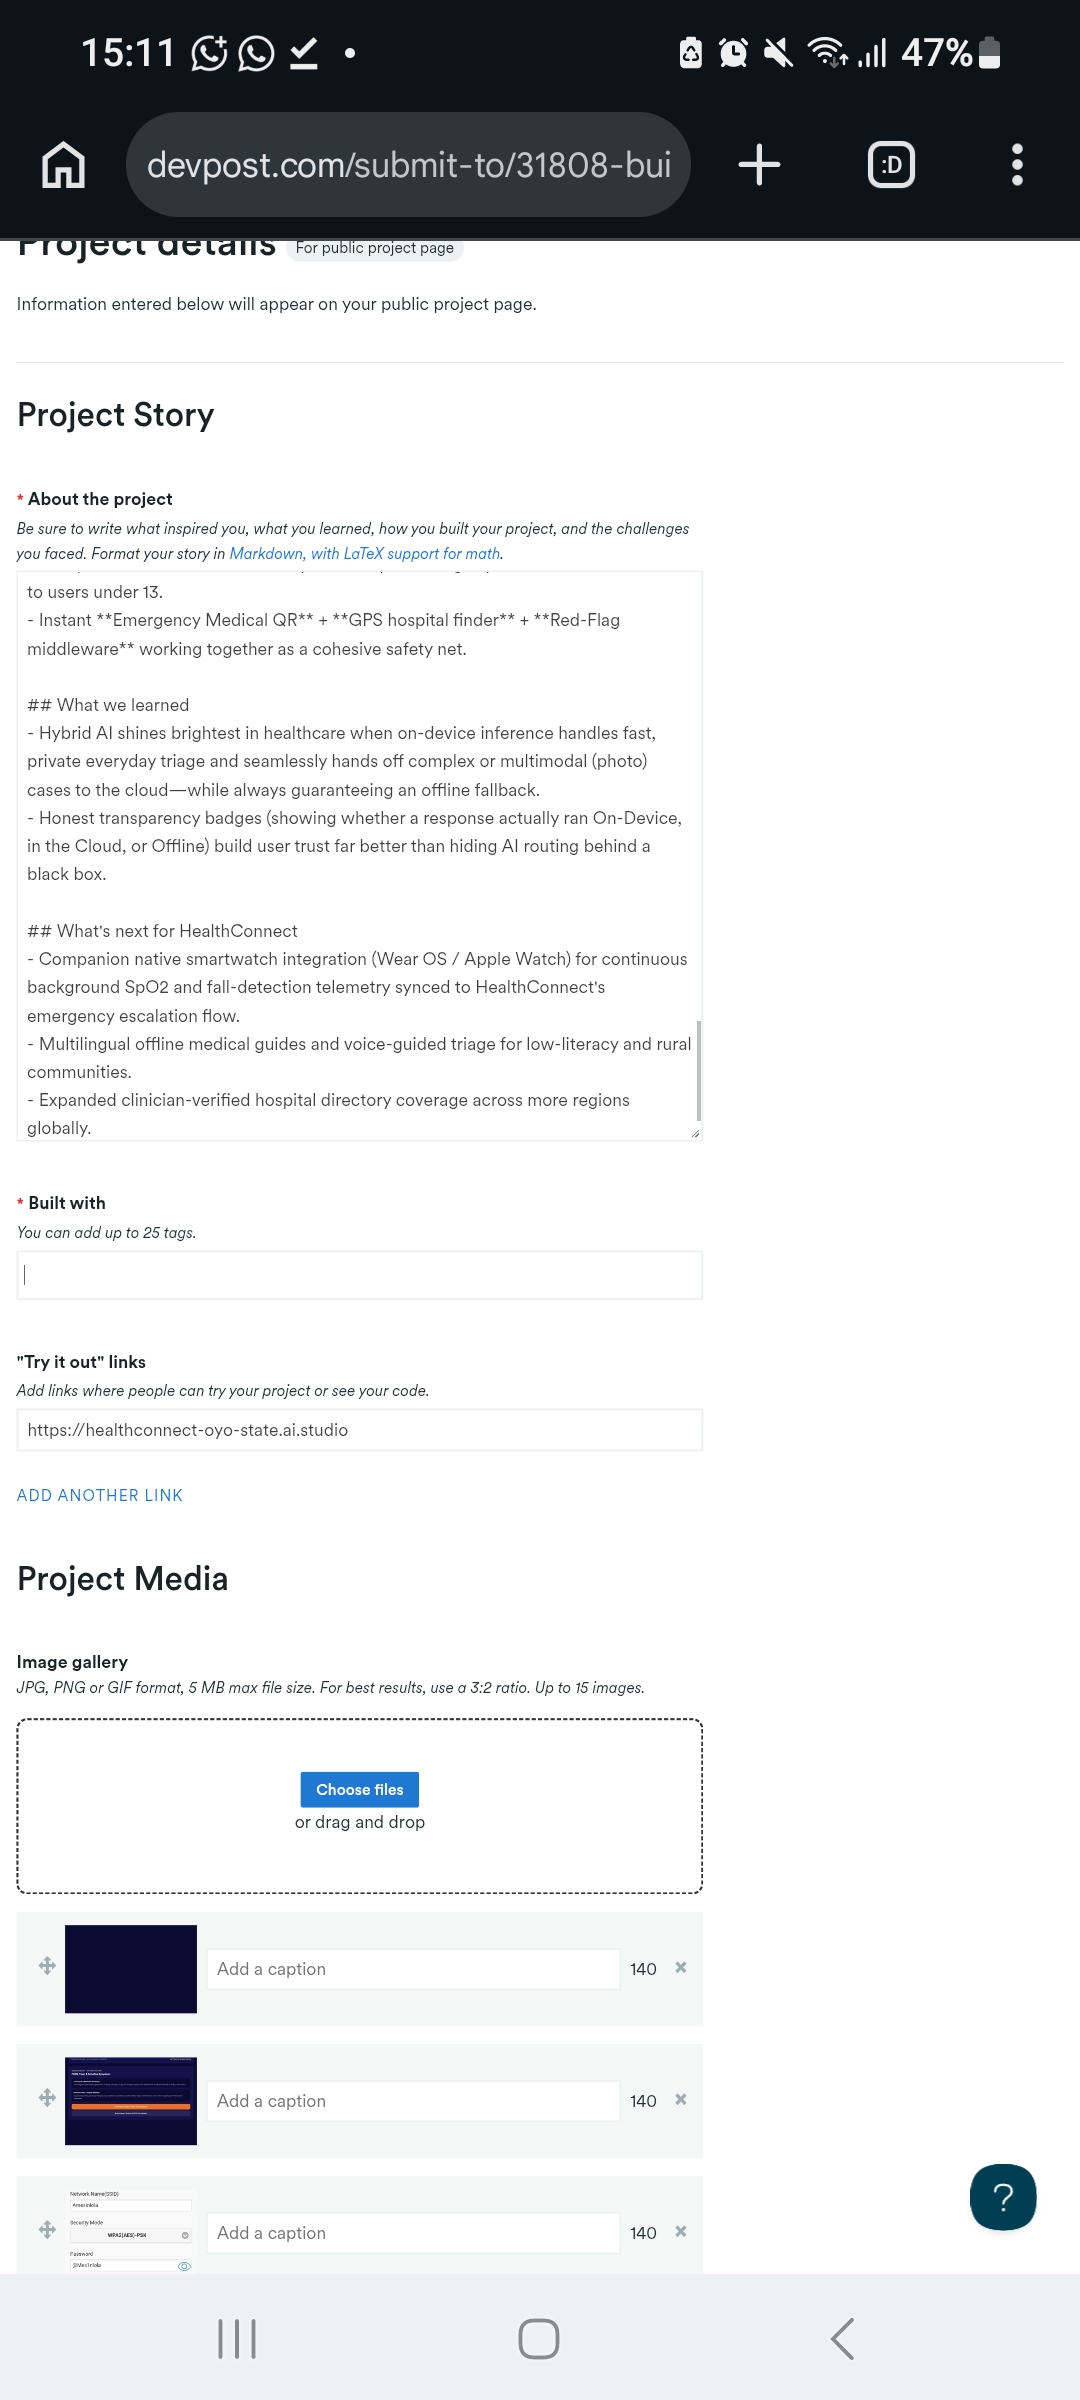 15:11
47%
devpost.com/submit-to/31808-bui
:D
Project details For public project page
Information entered below will appear on your public project page.
Project Story
* About the project
Be sure to write what inspired you, what you learned, how you built your project, and the challenges
you faced. Format your story in Markdown, with LaTeX support for math.
to users under 13.
- Instant **Emergency Medical QR** + **GPS hospital finder** + **Red-Flag
middleware** working together as a cohesive safety net.
## What we learned
- Hybrid AI shines brightest in healthcare when on-device inference handles fast,
private everyday triage and seamlessly hands off complex or multimodal (photo)
cases to the cloud—while always guaranteeing an offline fallback.
- Honest transparency badges (showing whether a response actually ran On-Device,
in the Cloud, or Offline) build user trust far better than hiding AI routing behind a
black box.
## What's next for HealthConnect
- Companion native smartwatch integration (Wear OS / Apple Watch) for continuous
background SpO2 and fall-detection telemetry synced to HealthConnect's
emergency escalation flow.
- Multilingual offline medical guides and voice-guided triage for low-literacy and rural
communities.
- Expanded clinician-verified hospital directory coverage across more regions
globally.
* Built with
You can add up to 25 tags.
"Try it out" links
Add links where people can try your project or see your code.
https://healthconnect-oyo-state.ai.studio
ADD ANOTHER LINK
Project Media
Image gallery
JPG, PNG or GIF format, 5 MB max file size. For best results, use a 3:2 ratio. Up to 15 images.
Choose files
or drag and drop
Add a caption 140 ×
Add a caption 140 ×
Network Name(SSID)
Security Mode
WPA2(AES)-PSK
Password
Add a caption 140 ×
?